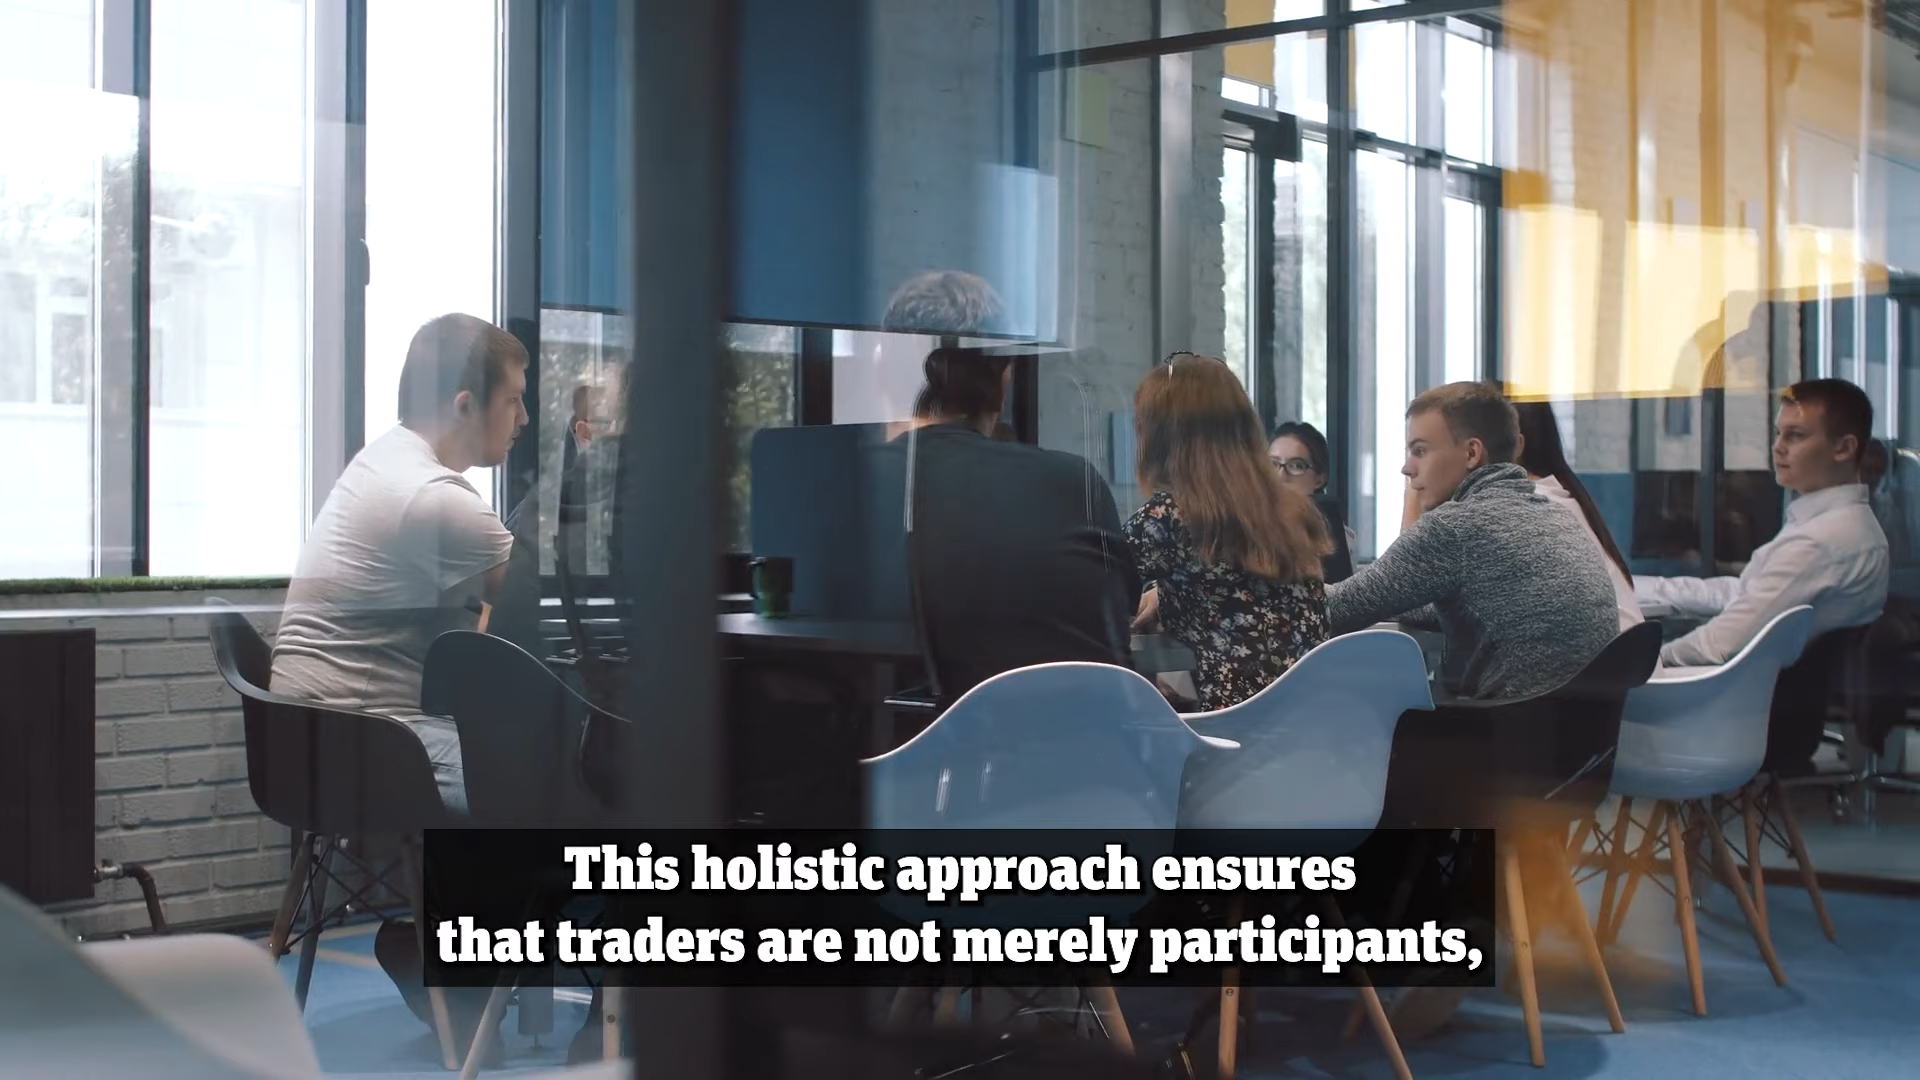 This holistic approach ensures
that traders are not merely participants,